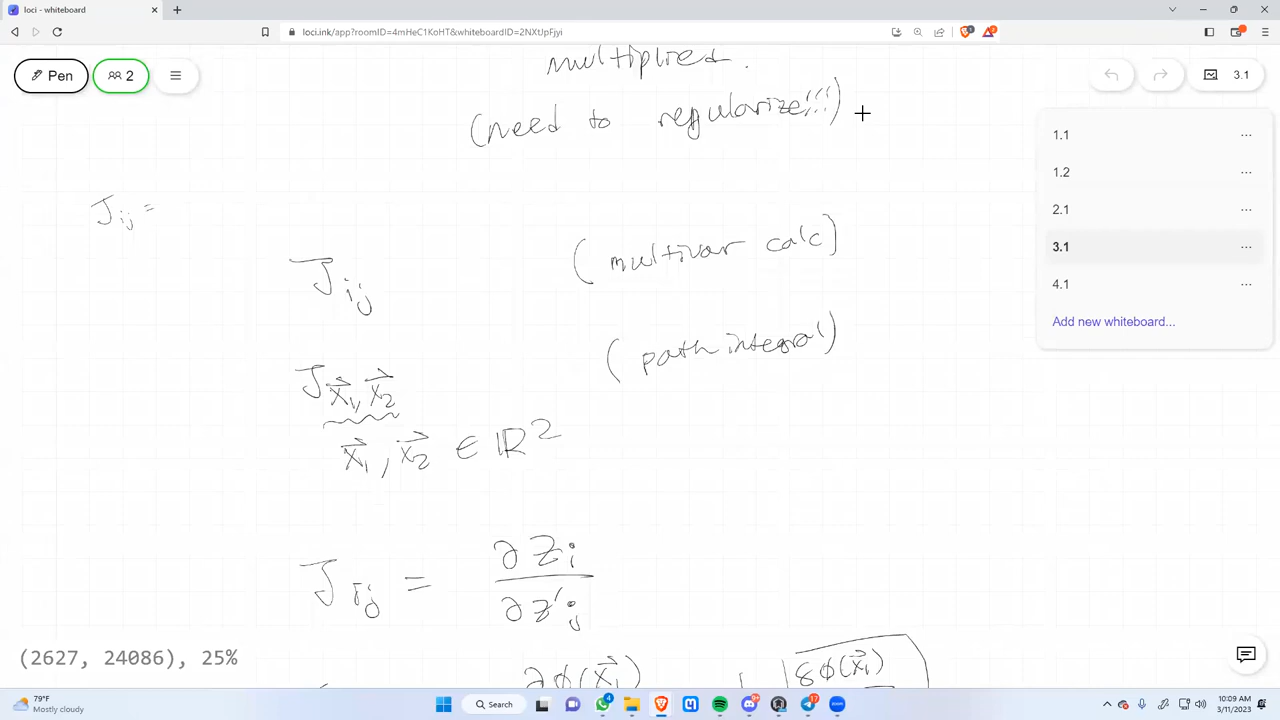 loci - whiteboard
loci.ink/app?roomID=4mHeC1KoHT&whiteboardID=2NXtUpFjyi
Pen
2
3.1
1.1
1.2
2.1
3.1
4.1
Add new whiteboard...
multiplied.
(need to regularize!!!)
J_ij =
J_ij (multivar calc)
J_x⃗₁,x⃗₂ (path integral)
x⃗₁, x⃗₂ ∈ ℝ²
J_ij = ∂z_i / ∂z'_j
∂ϕ(x⃗₁)
δϕ(x⃗₁)
(2627, 24086), 25%
79°F
Mostly cloudy
Search
4
17
10:09 AM
3/11/2023